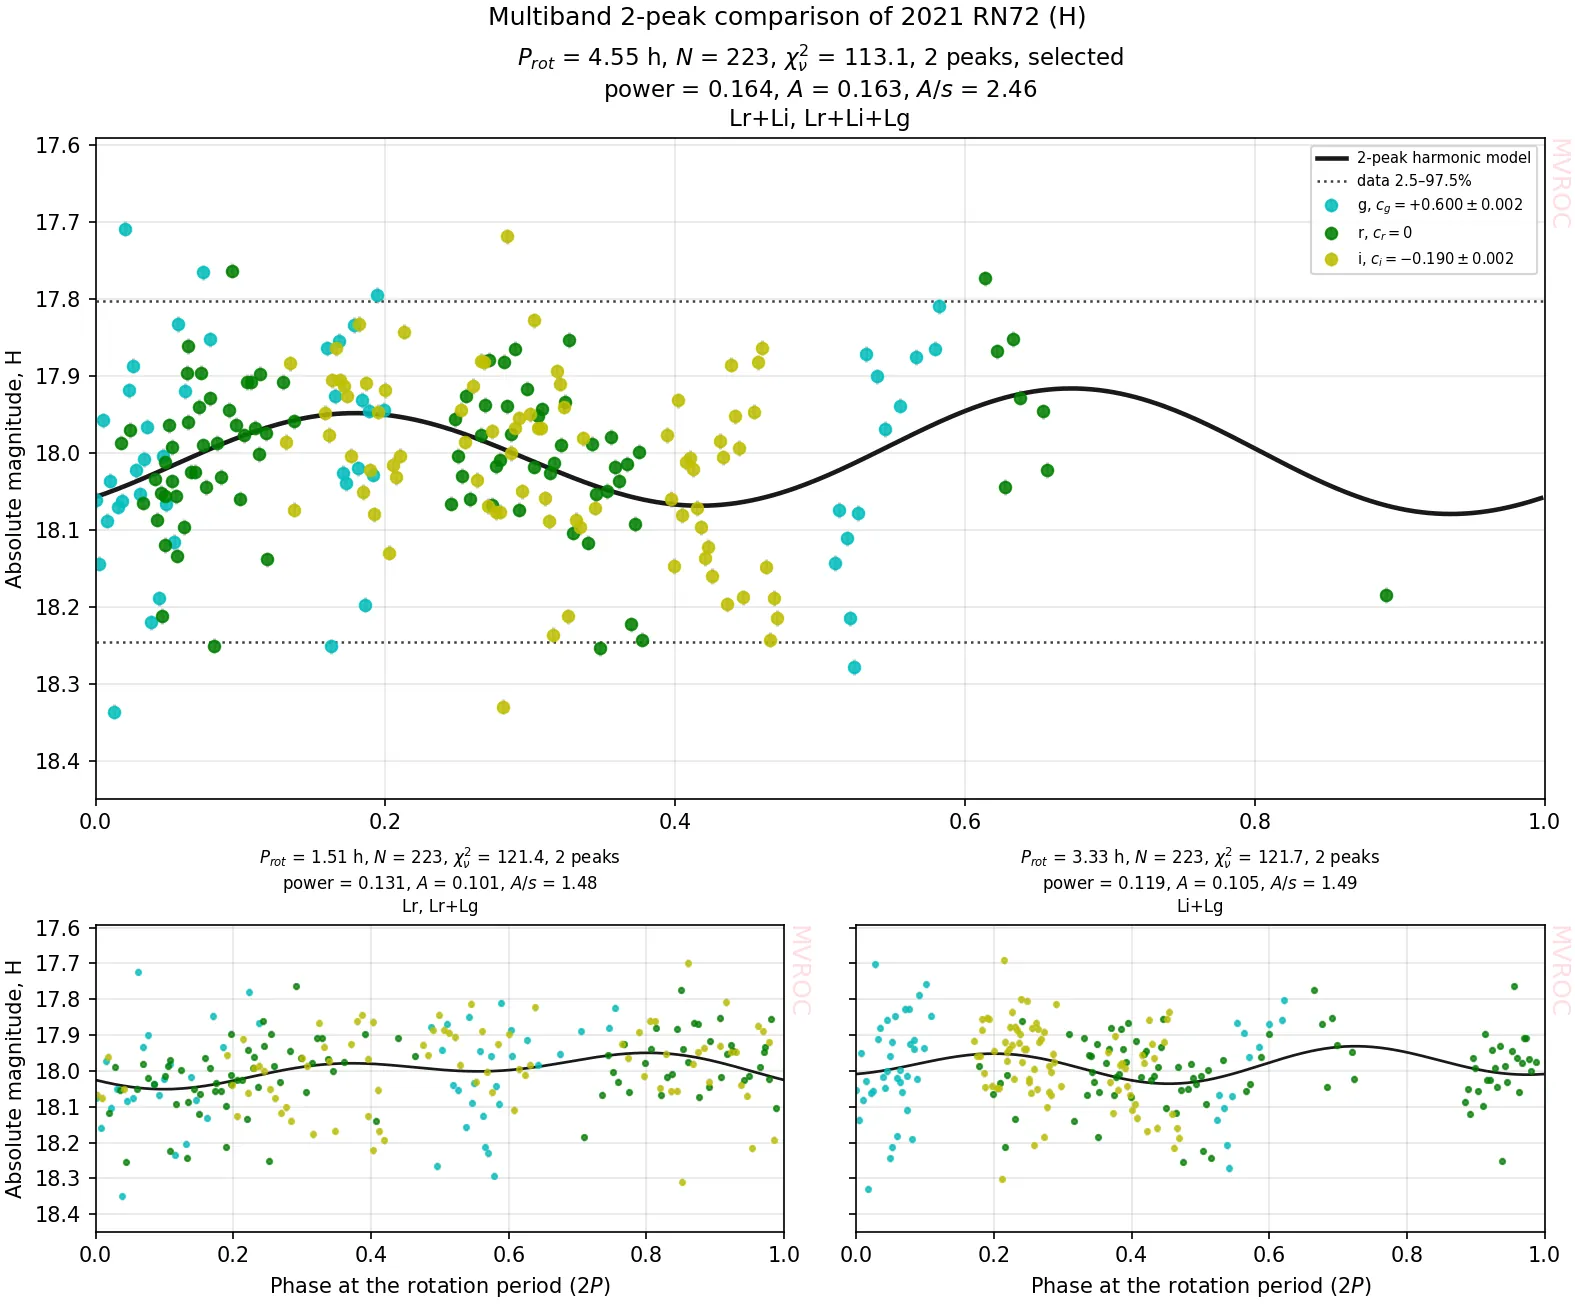 Multiband 2-peak comparison of 2021 RN72 (H)
P_rot = 4.55 h, N = 223, χ²_ν = 113.1, 2 peaks, selected
power = 0.164, A = 0.163, A/s = 2.46
Lr+Li, Lr+Li+Lg
17.6
17.7
17.8
17.9
18.0
18.1
18.2
18.3
18.4
Absolute magnitude, H
2-peak harmonic model
data 2.5–97.5%
g, c_g = +0.600 ± 0.002
r, c_r = 0
i, c_i = −0.190 ± 0.002
MVROC
0.0 0.2 0.4 0.6 0.8 1.0
P_rot = 1.51 h, N = 223, χ²_ν = 121.4, 2 peaks
power = 0.131, A = 0.101, A/s = 1.48
Lr, Lr+Lg
17.6
17.7
17.8
17.9
18.0
18.1
18.2
18.3
18.4
Absolute magnitude, H
MVROC
0.0 0.2 0.4 0.6 0.8 1.0
Phase at the rotation period (2P)
P_rot = 3.33 h, N = 223, χ²_ν = 121.7, 2 peaks
power = 0.119, A = 0.105, A/s = 1.49
Li+Lg
MVROC
0.0 0.2 0.4 0.6 0.8 1.0
Phase at the rotation period (2P)